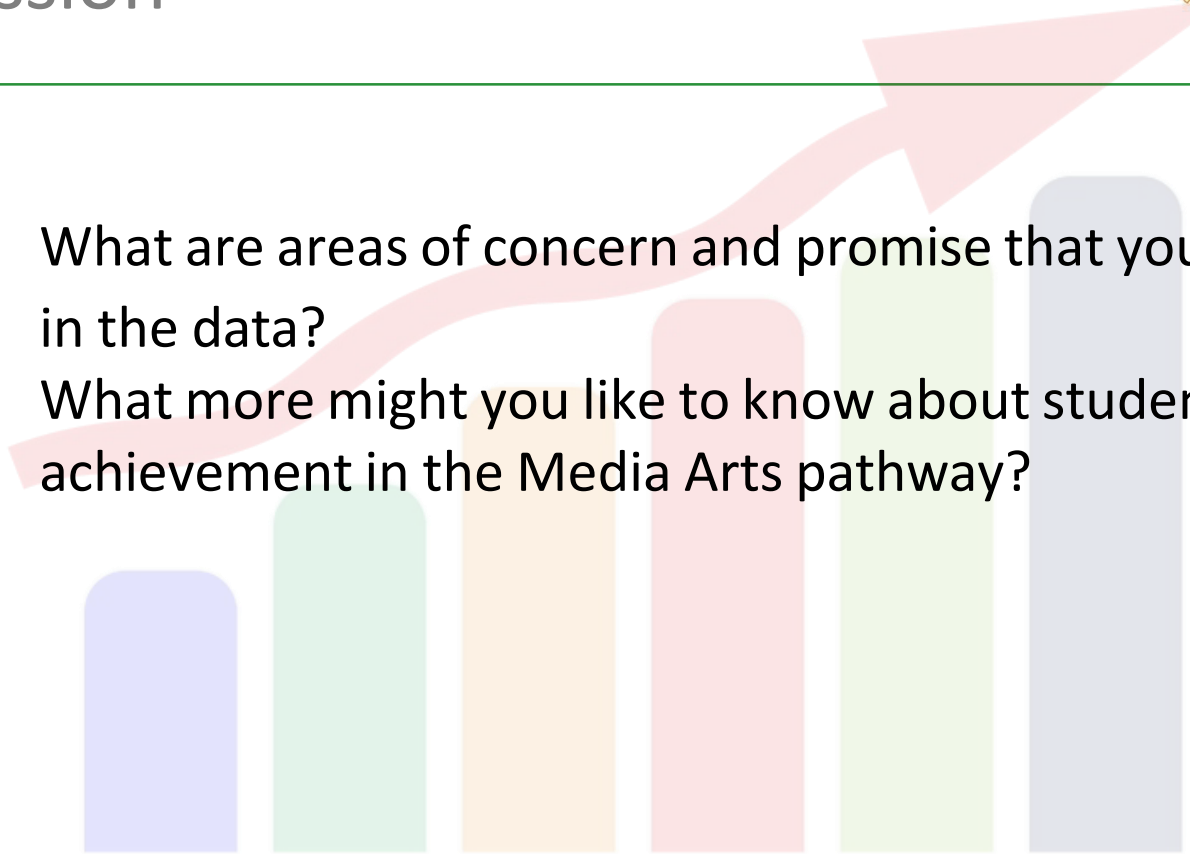 What are areas of concern and promise that you
in the data?
What more might you like to know about
achievement in the Media Arts pathway?